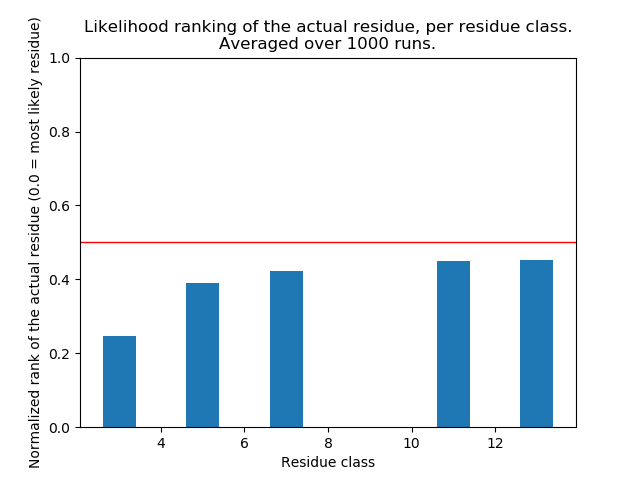 Likelihood ranking of the actual residue, per residue class.
Averaged over 1000 runs.
Normalized rank of the actual residue (0.0 = most likely residue)
1.0
0.8
0.6
0.4
0.2
0.0
4
6
8
10
12
Residue class